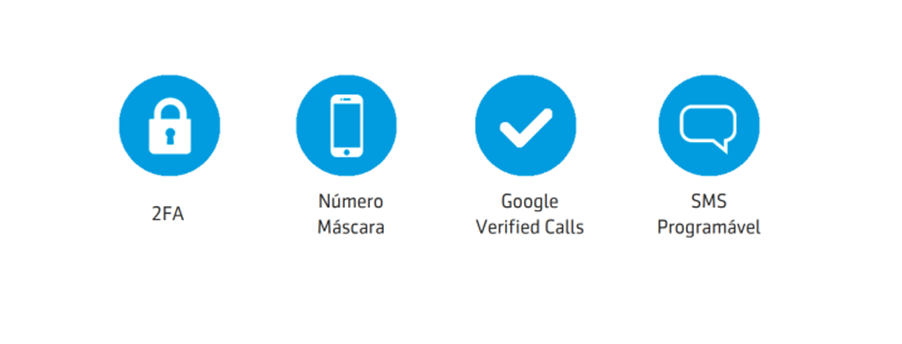 2FA
Número
Máscara
Google
Verified Calls
SMS
Programável